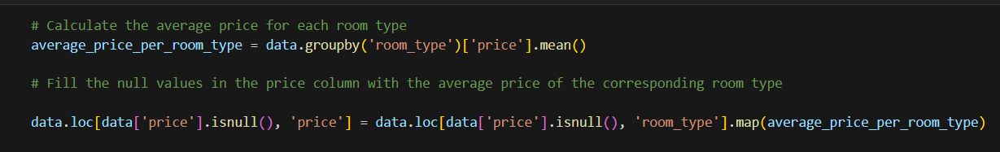 # Calculate the average price for each room type
average_price_per_room_type = data.groupby('room_type')['price'].mean()
# Fill the null values in the price column with the average price of the corresponding room type
data.loc[data['price'].isnull(), 'price'] = data.loc[data['price'].isnull(), 'room_type'].map(average_price_per_room_type)